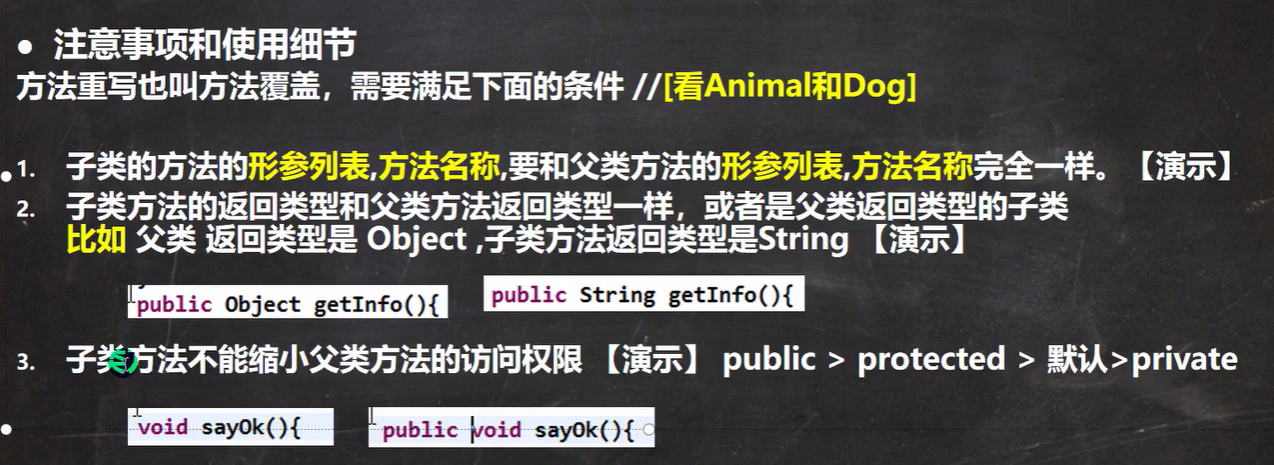 ● 注意事项和使用细节
方法重写也叫方法覆盖，需要满足下面的条件 //[看Animal和Dog]
1. 子类的方法的形参列表,方法名称,要和父类方法的形参列表,方法名称完全一样。【演示】
2. 子类方法的返回类型和父类方法返回类型一样，或者是父类返回类型的子类
比如 父类 返回类型是 Object ,子类方法返回类型是String 【演示】
public Object getInfo(){ public String getInfo(){
3. 子类方法不能缩小父类方法的访问权限 【演示】 public > protected > 默认>private
void sayOk(){ public void sayOk(){